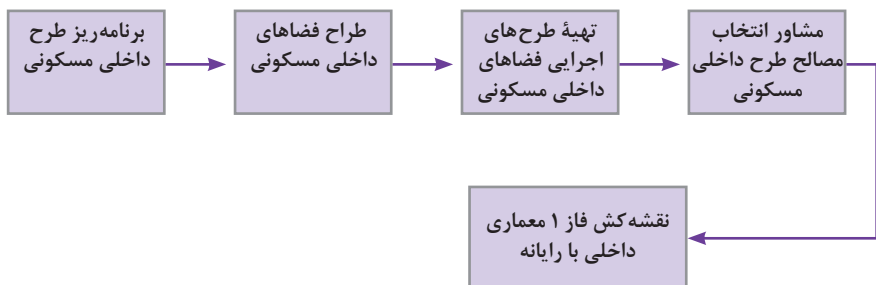 برنامه‌ریز طرح
داخلی مسکونی
طراح فضاهای
داخلی مسکونی
تهیهٔ طرح‌های
اجرایی فضاهای
داخلی مسکونی
مشاور انتخاب
مصالح طرح داخلی
مسکونی
نقشه‌کش فاز ۱ معماری
داخلی با رایانه